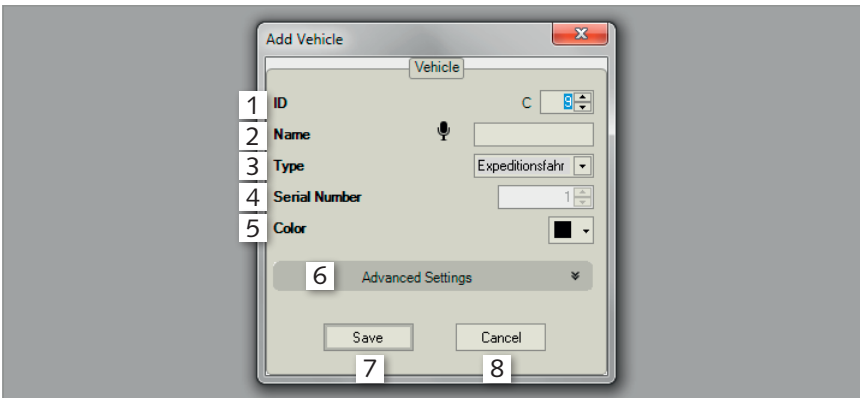 Add Vehicle
Vehicle
1 ID C 9
2 Name
3 Type Expeditionsfahr
4 Serial Number 1
5 Color
6 Advanced Settings
Save Cancel
7 8